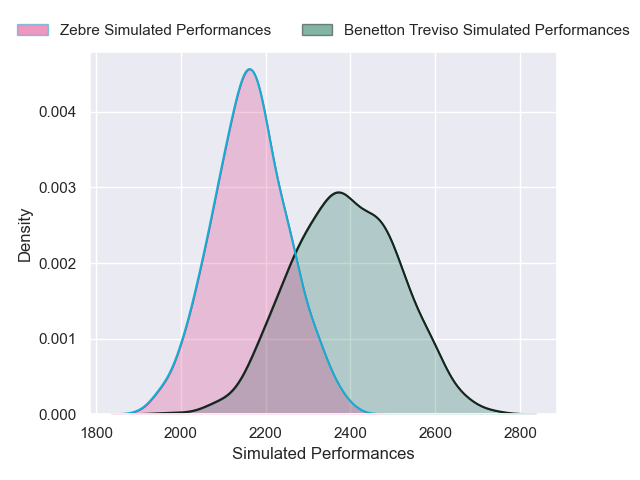 Zebre Simulated Performances Benetton Treviso Simulated Performances
0.004
0.003
0.002
0.001
0.000
Density
1800 2000 2200 2400 2600 2800
Simulated Performances